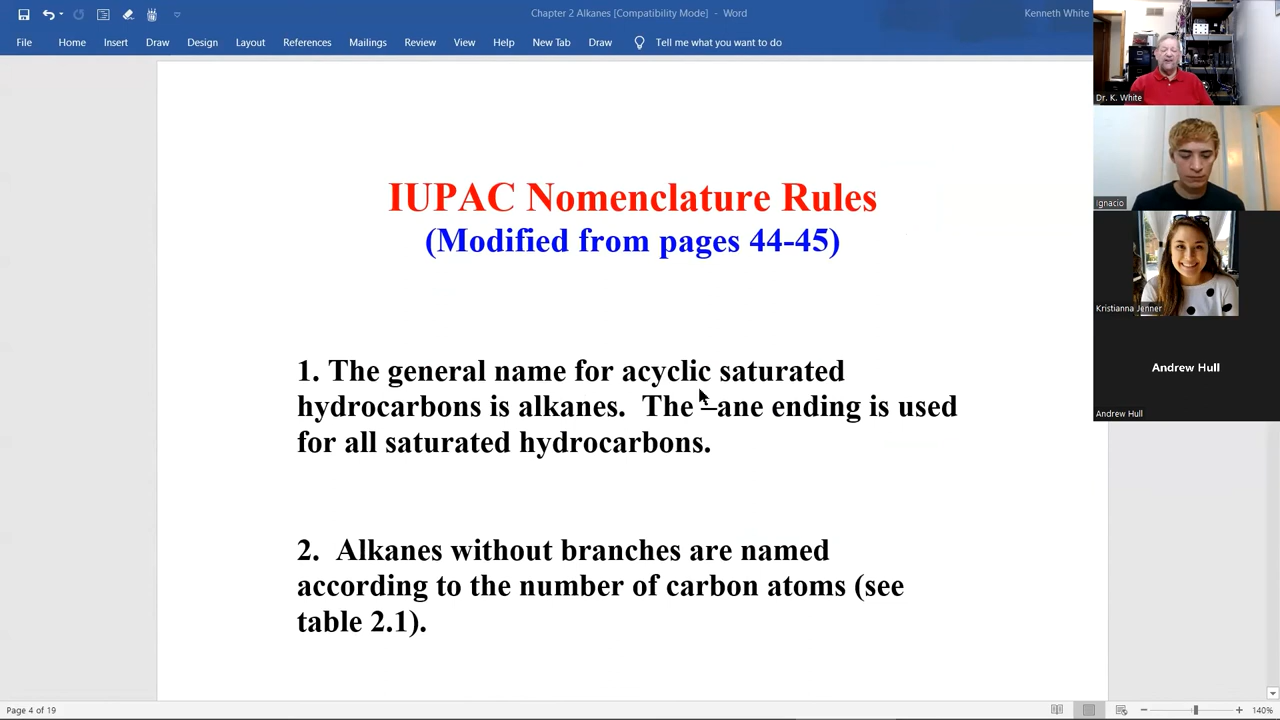 Chapter 2 Alkanes [Compatibility Mode] - Word
Kenneth White
File Home Insert Draw Design Layout References Mailings Review View Help New Tab Draw Tell me what you want to do
IUPAC Nomenclature Rules
(Modified from pages 44-45)
1. The general name for acyclic saturated
hydrocarbons is alkanes. The –ane ending is used
for all saturated hydrocarbons.
2. Alkanes without branches are named
according to the number of carbon atoms (see
table 2.1).
Dr. K. White
Ignacio
Kristianna Jenner
Andrew Hull
Andrew Hull
Page 4 of 19
140%